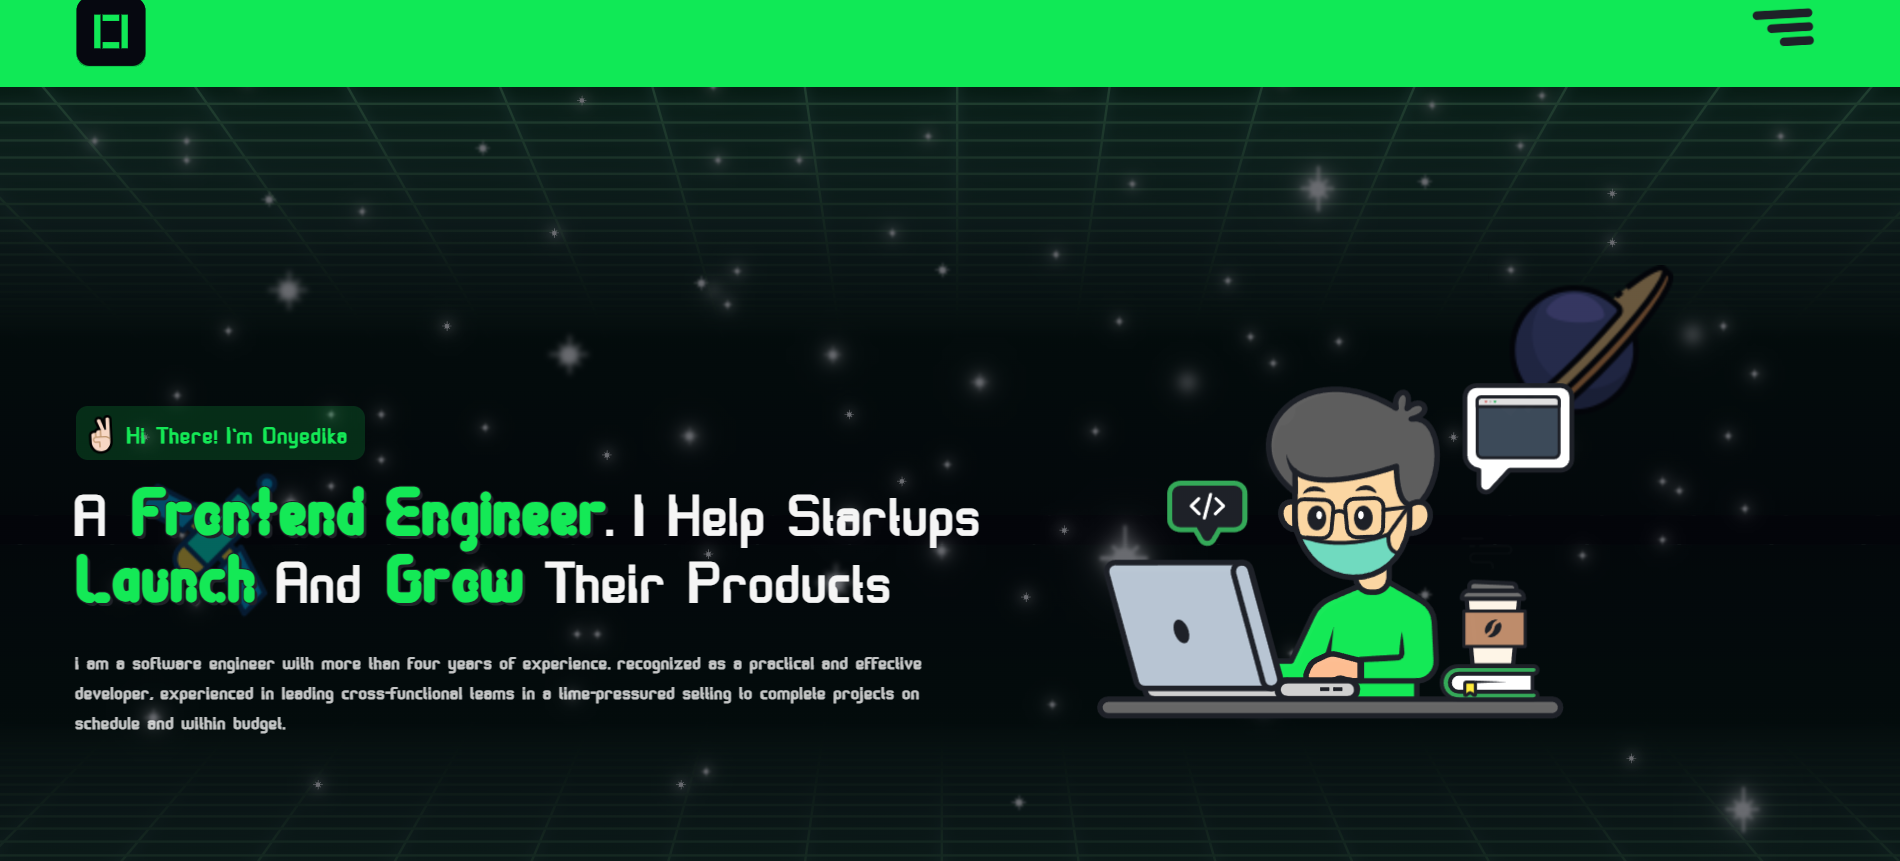 Hi There! I'm Onyedika
A Frontend Engineer. I Help Startups
Launch And Grow Their Products
i am a software engineer with more than four years of experience. recognized as a practical and effective
developer, experienced in leading cross-functional teams in a time-pressured setting to complete projects on
schedule and within budget.
</>